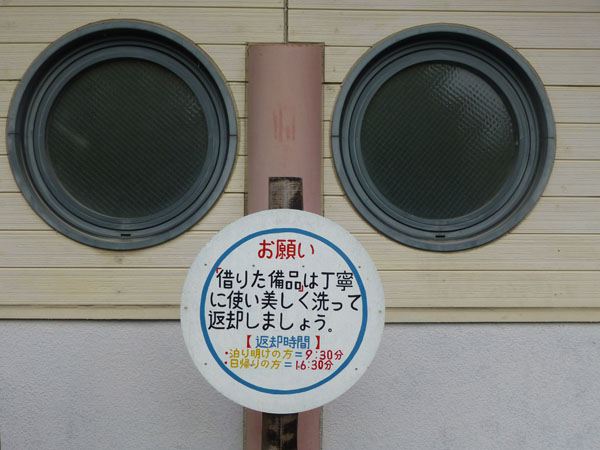 お願い
「借りた備品」は丁寧
に使い美しく洗って
返却しましょう。
【返却時間】
・泊り明けの方＝9:30分
・日帰りの方＝16:30分